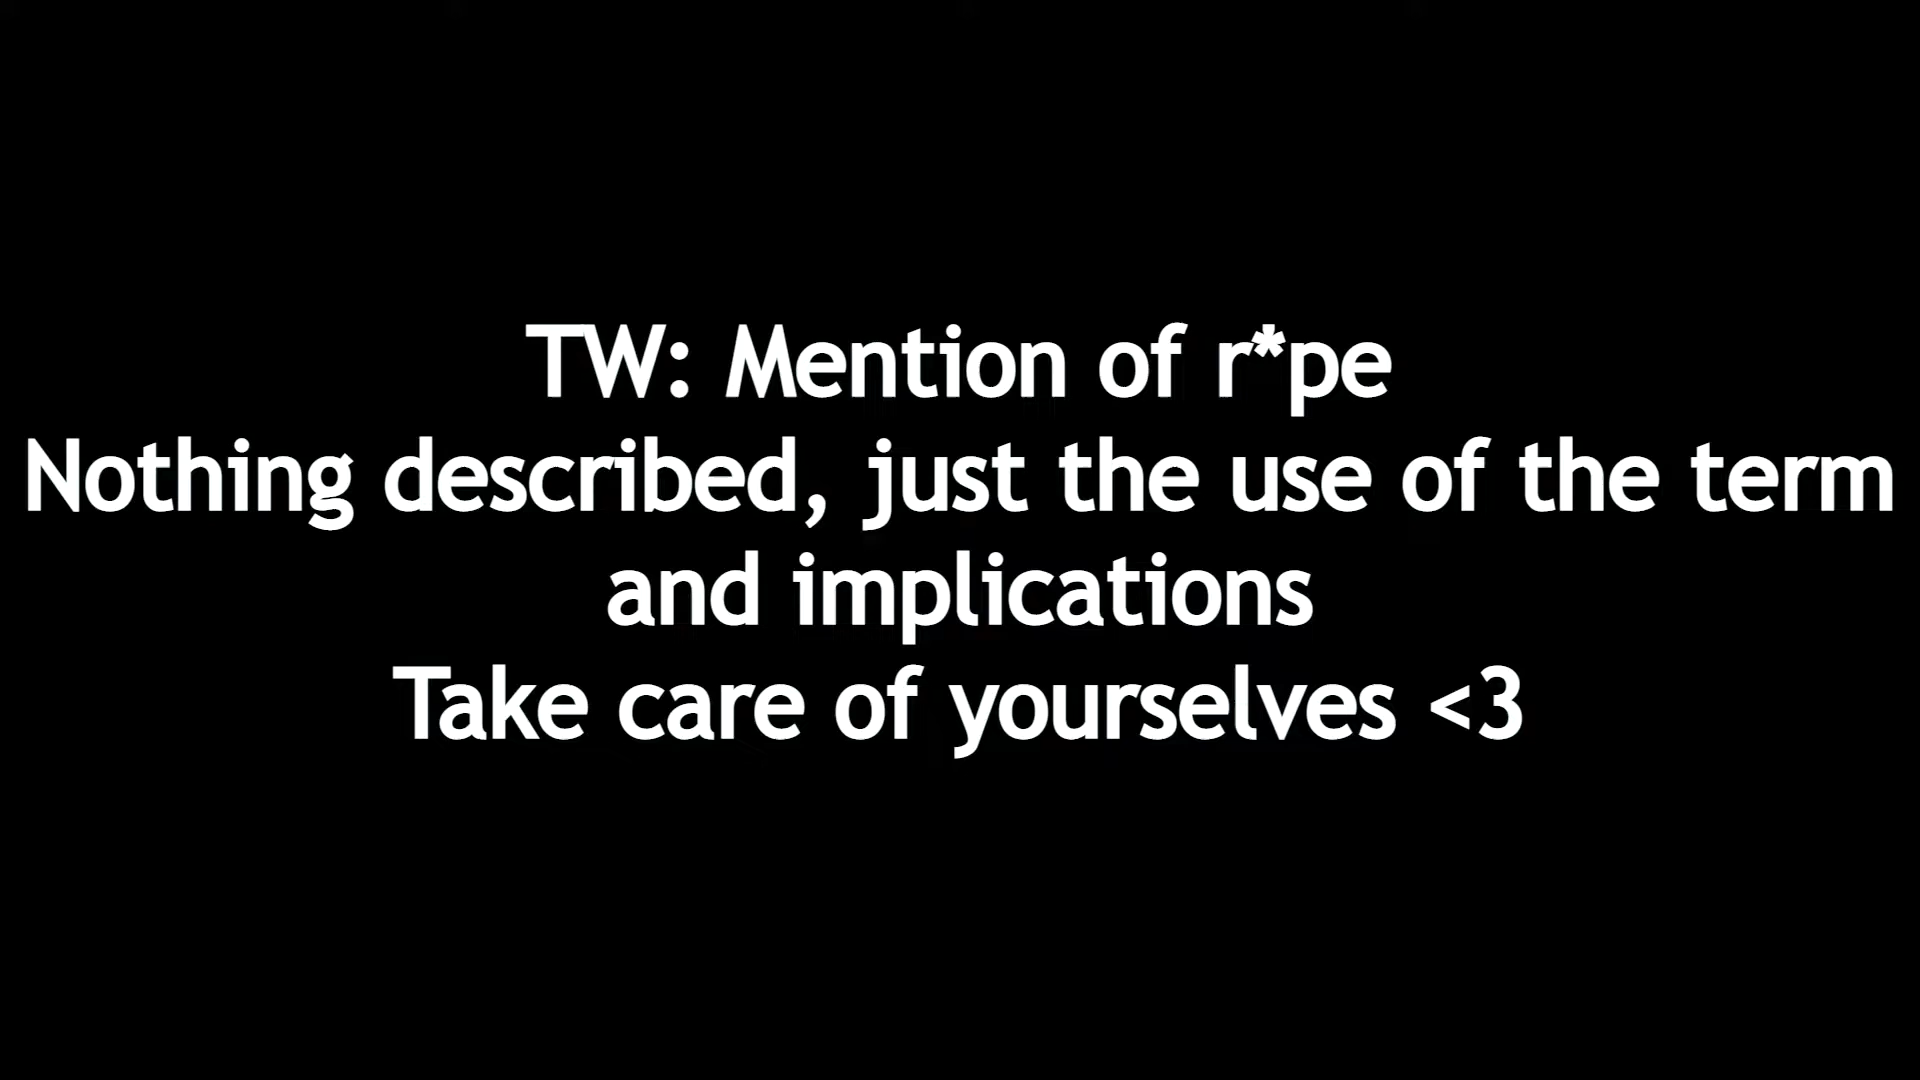 TW: Mention of r*pe
Nothing described, just the use of the term
and implications
Take care of yourselves <3